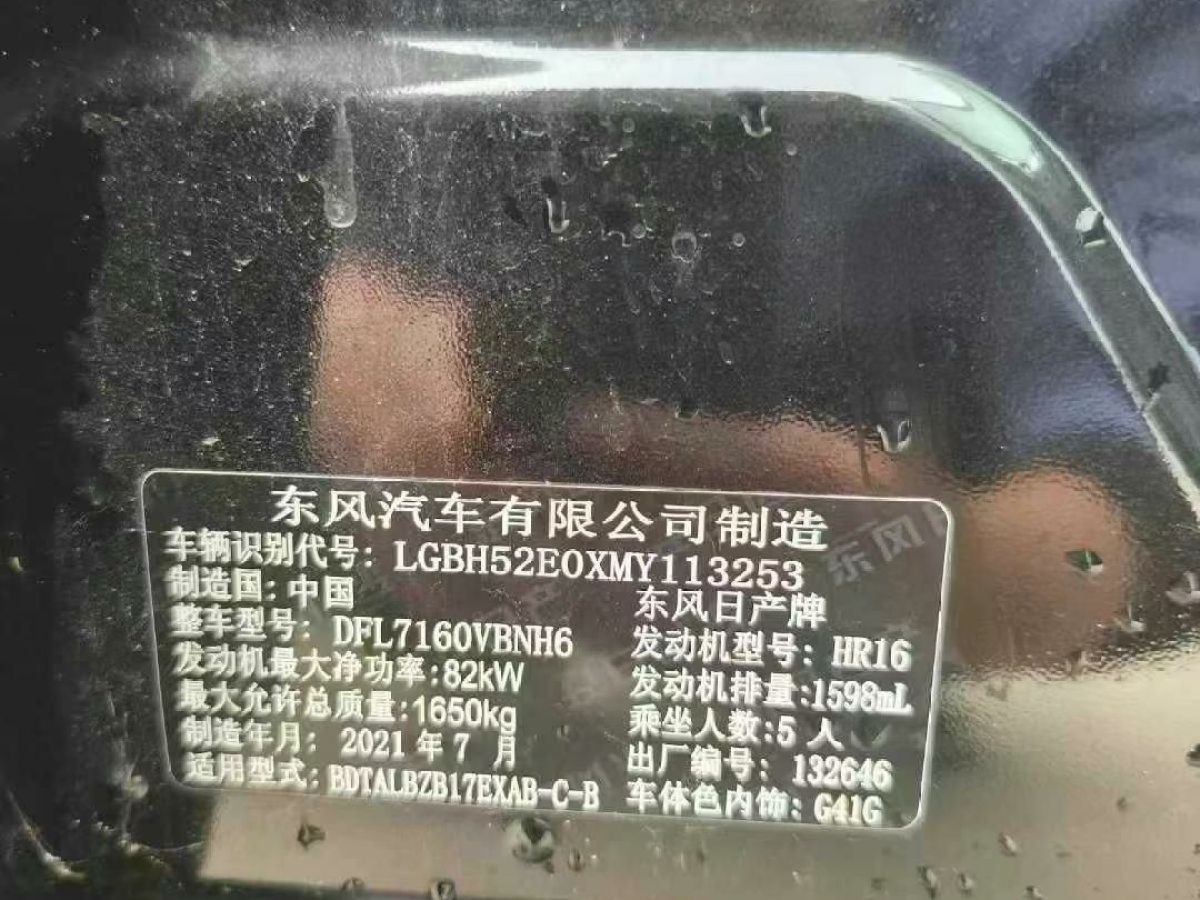 东风汽车有限公司制造
车辆识别代号: LGBH52E0XMY113253
制造国: 中国 东风日产牌
整车型号: DFL7160VBNH6 发动机型号: HR16
发动机最大净功率:82kW 发动机排量:1598mL
最大允许总质量:1650kg 乘坐人数:5 人
制造年月: 2021 年 7 月 出厂编号: 132646
适用型式: BDTALBZB17EXAB-C-B 车体色内饰: G41G